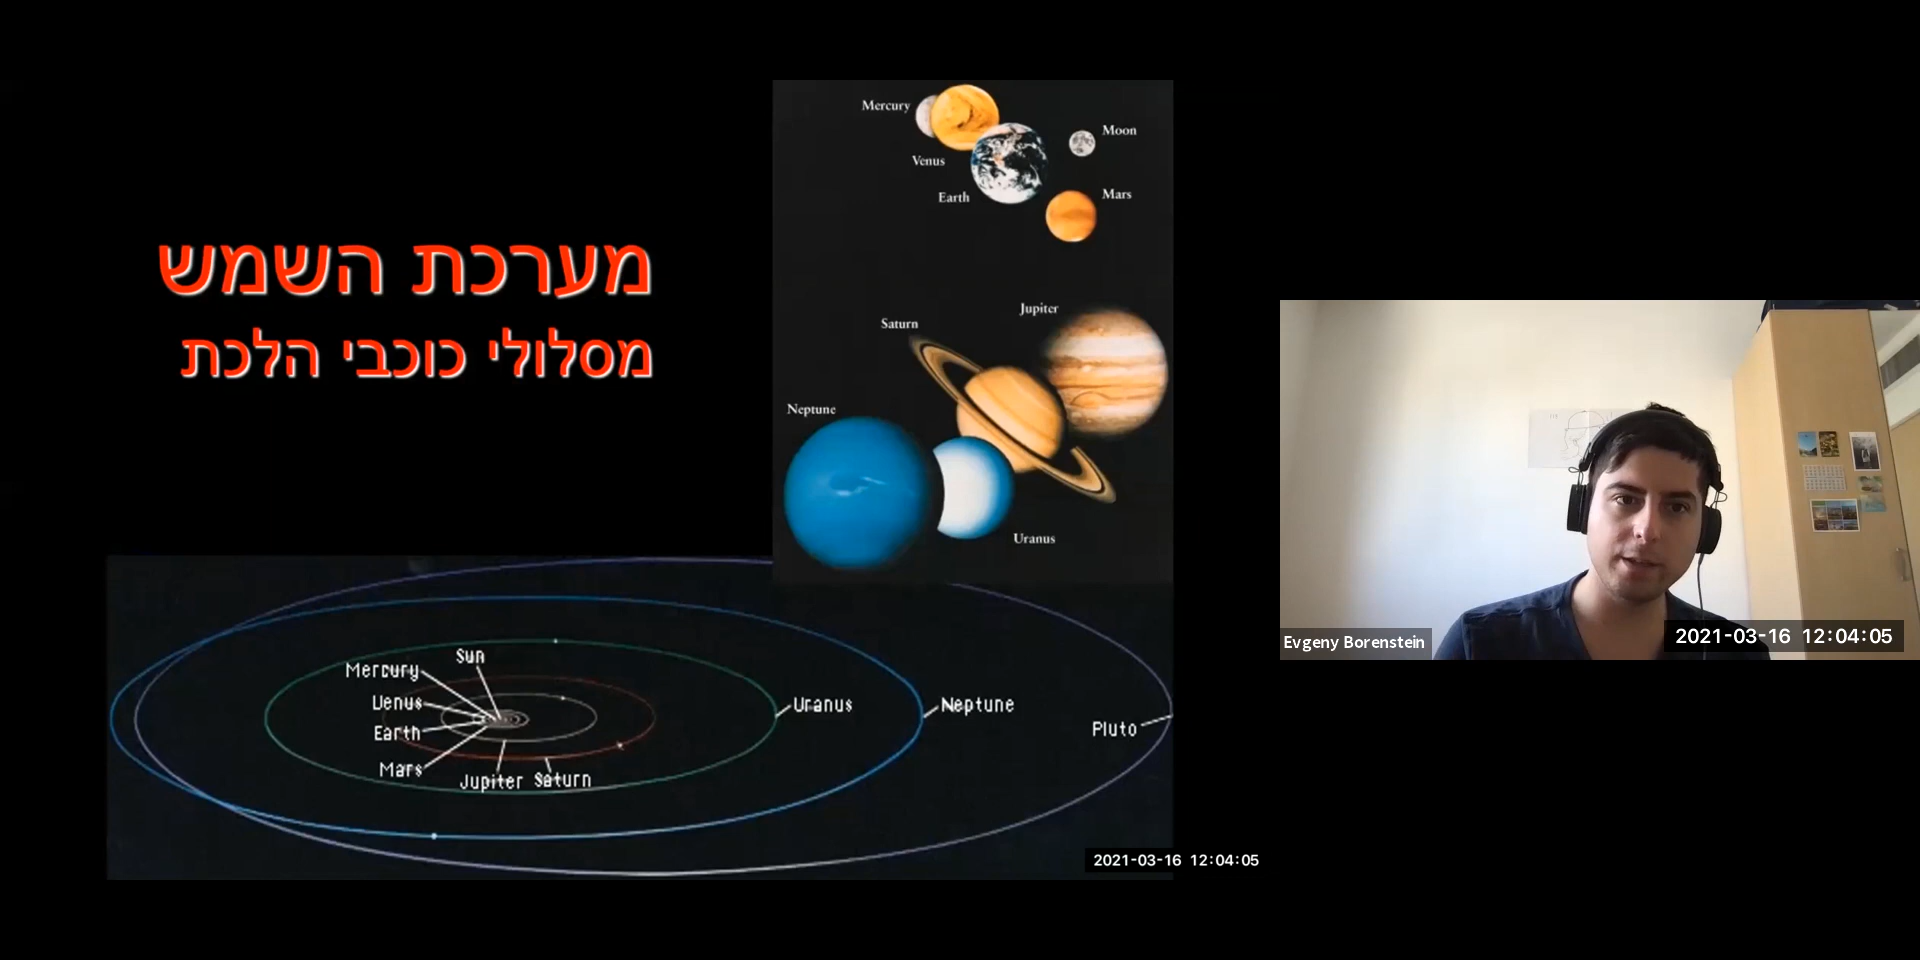 מערכת השמש
מסלולי כוכבי הלכת
Mercury
Venus
Earth
Moon
Mars
Jupiter
Saturn
Neptune
Uranus
Sun
Mercury
Venus
Earth
Mars
Jupiter Saturn
Uranus
Neptune
Pluto
2021-03-16 12:04:05
Evgeny Borenstein
2021-03-16 12:04:05